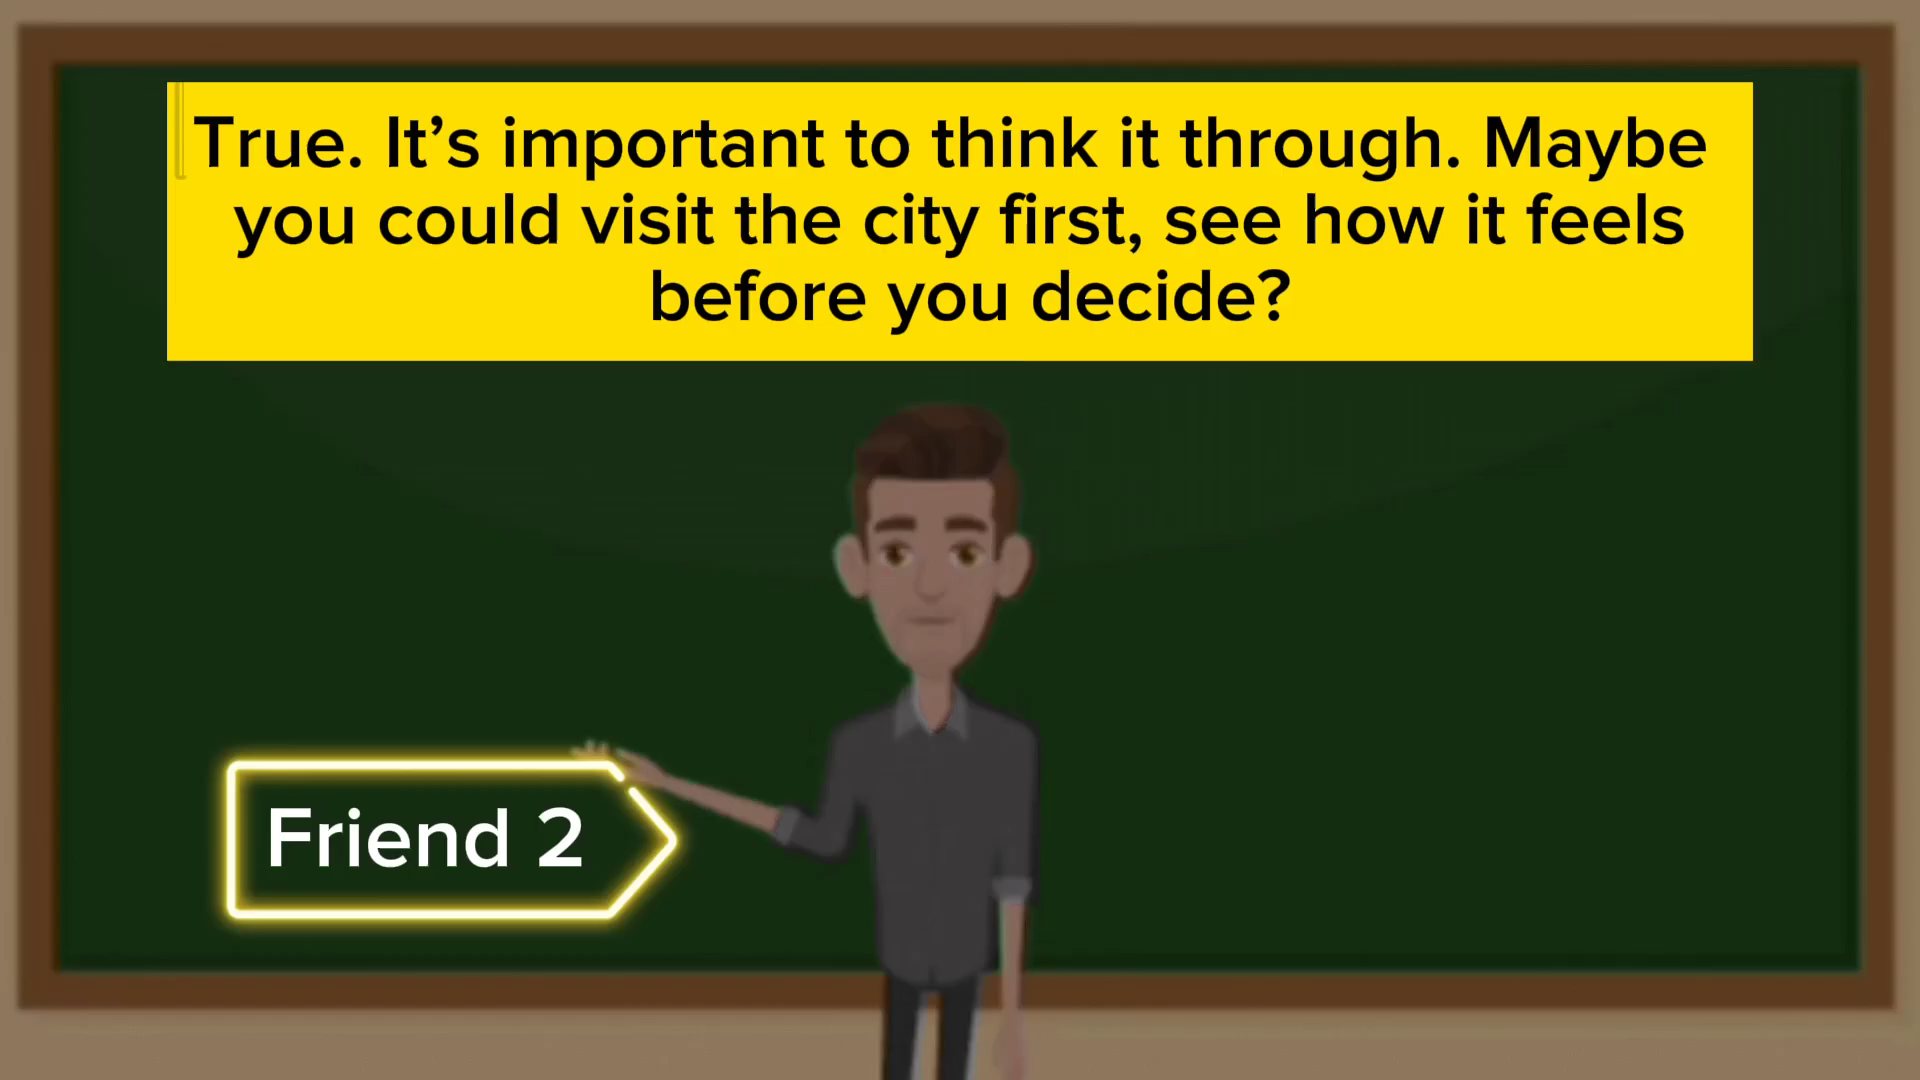 True. It’s important to think it through. Maybe
you could visit the city first, see how it feels
before you decide?
Friend 2